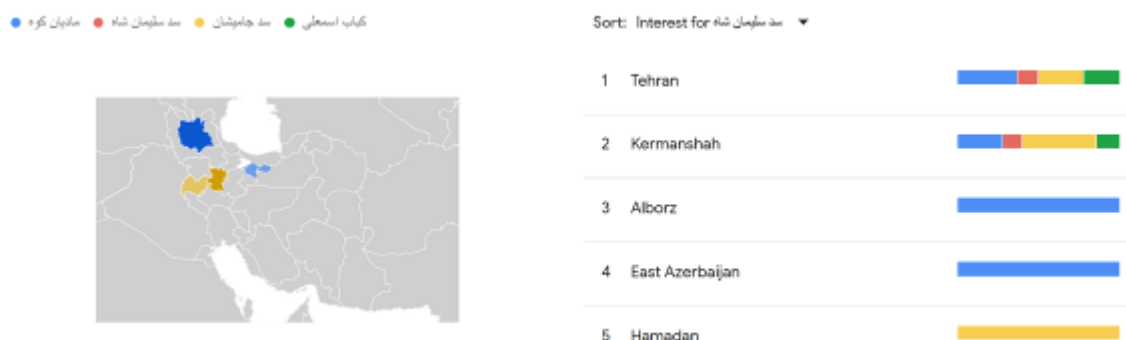 مادیان کوه
سد سلیمان شاه
سد جامیشان
کباب اسمعلی
Sort: Interest for سد سلیمان شاه
1 Tehran
2 Kermanshah
3 Alborz
4 East Azerbaijan
5 Hamadan